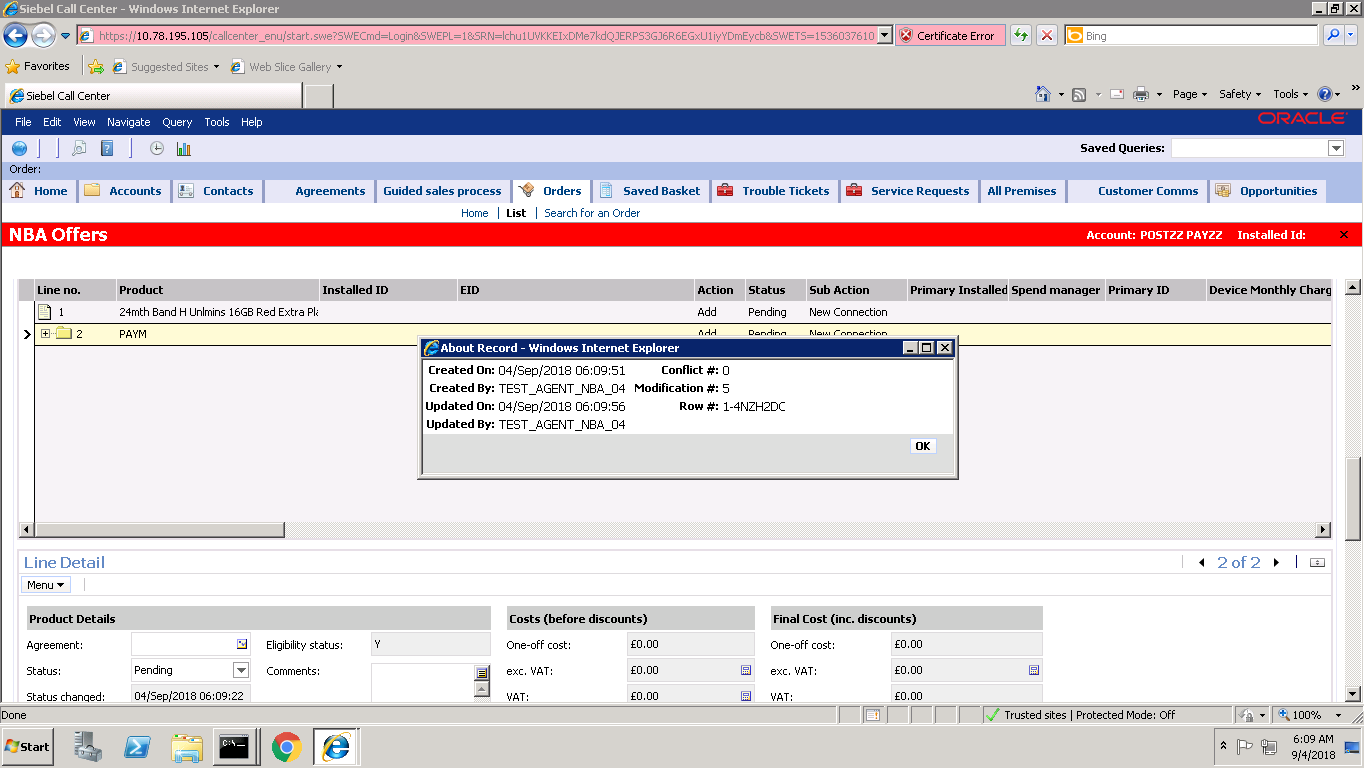 Siebel Call Center - Windows Internet Explorer
https://10.78.195.105/callcenter_enu/start.swe?SWECmd=Login&SWEPL=1&SRN=lchu1UVKKEIxDMe7kdQJERPS3GJ6R6EGxU1iyYDmEycb&SWETS=1536037610 Certificate Error Bing
Favorites Suggested Sites Web Slice Gallery
Siebel Call Center Page Safety Tools
File Edit View Navigate Query Tools Help ORACLE
Saved Queries:
Order:
Home Accounts Contacts Agreements Guided sales process Orders Saved Basket Trouble Tickets Service Requests All Premises Customer Comms Opportunities
Home List Search for an Order
NBA Offers Account: POSTZZ PAYZZ Installed Id:
Line no. Product Installed ID EID Action Status Sub Action Primary Installed Spend manager Primary ID Device Monthly Charg
1 24mth Band H Unlmins 16GB Red Extra Pla Add Pending New Connection
2 PAYM Add Pending New Connection
About Record - Windows Internet Explorer
Created On: 04/Sep/2018 06:09:51 Conflict #: 0
Created By: TEST_AGENT_NBA_04 Modification #: 5
Updated On: 04/Sep/2018 06:09:56 Row #: 1-4NZH2DC
Updated By: TEST_AGENT_NBA_04
OK
Line Detail 2 of 2
Menu
Product Details Costs (before discounts) Final Cost (inc. discounts)
Agreement: Eligibility status: Y One-off cost: £0.00 One-off cost: £0.00
Status: Pending Comments: exc. VAT: £0.00 exc. VAT: £0.00
Status changed: 04/Sep/2018 06:09:22 VAT: £0.00 VAT: £0.00
Done Trusted sites | Protected Mode: Off 100%
Start 6:09 AM
9/4/2018